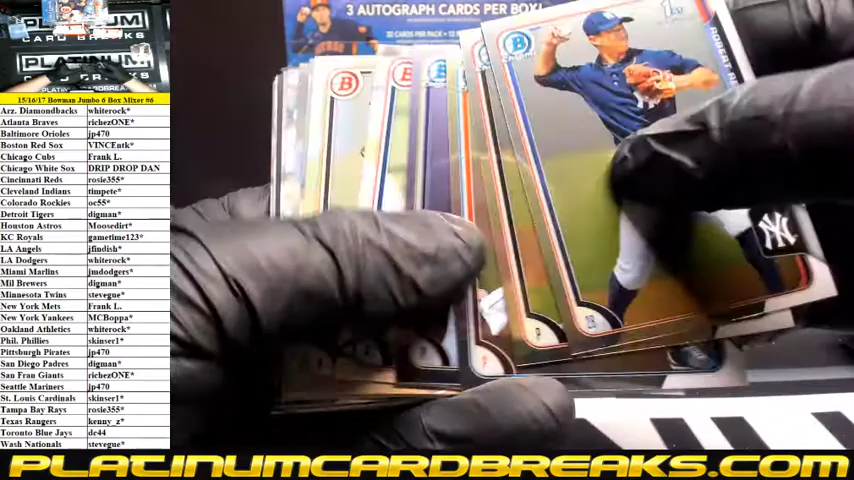 3 AUTOGRAPH CARDS PER BOX!
PLATINUM
CARD BREAKS
15/16/17 Bowman Jumbo 6 Box Mixer #6
Arz. Diamondbacks whiterock*
Atlanta Braves richezONE*
Baltimore Orioles jp470
Boston Red Sox VINCEntk*
Chicago Cubs Frank L.
Chicago White Sox DRIP DROP DAN
Cincinnati Reds rosie355*
Cleveland Indians timpete*
Colorado Rockies oc55*
Detroit Tigers digman*
Houston Astros Moosedirt*
KC Royals gametime123*
LA Angels jfindish*
LA Dodgers whiterock*
Miami Marlins jmdodgers*
Mil Brewers digman*
Minnesota Twins stevegue*
New York Mets Frank L.
New York Yankees MCBoppa*
Oakland Athletics whiterock*
Phil. Phillies skinser1*
Pittsburgh Pirates jp470
San Diego Padres digman*
San Fran Giants richezONE*
Seattle Mariners jp470
St. Louis Cardinals skinser1*
Tampa Bay Rays rosie355*
Texas Rangers kenny_z*
Toronto Blue Jays dc44
Wash Nationals stevegue*
B
B
B
1st
ROBERT
NY
P
PLATINUMCARDBREAKS.COM